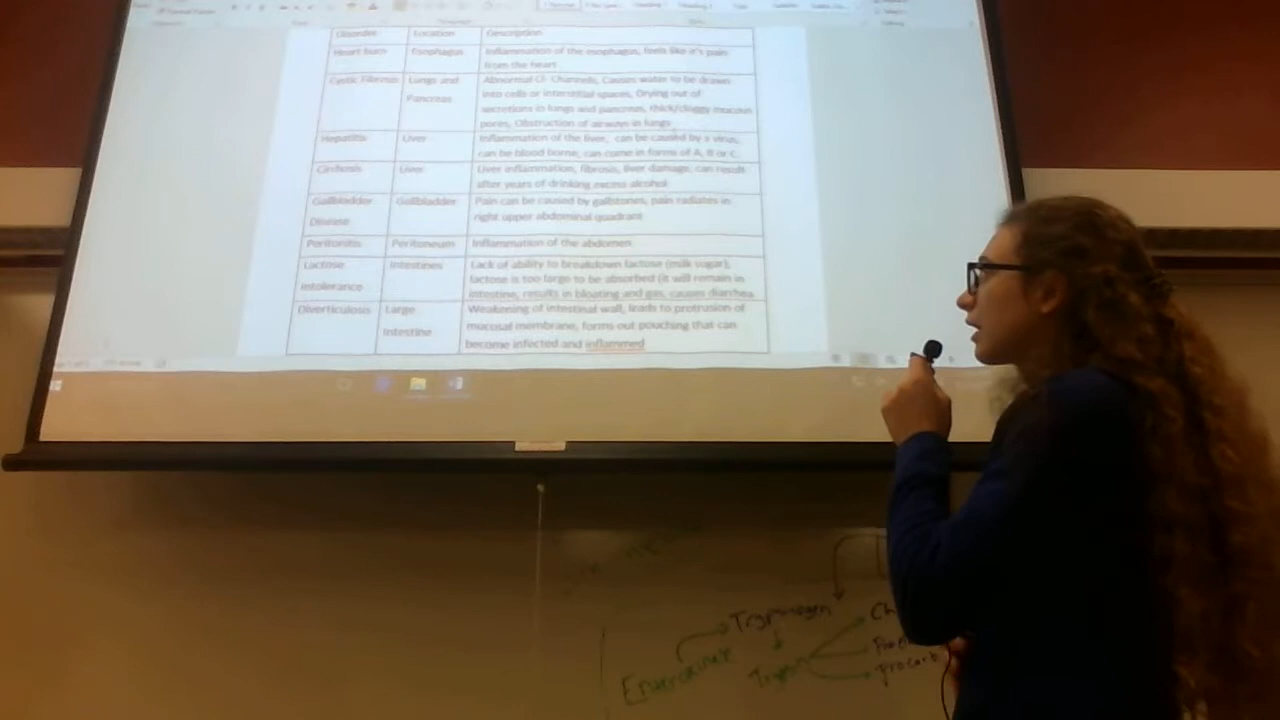 Disorder Location Description
Heart burn Esophagus Inflammation of the esophagus, feels like it's pain
from the heart
Cystic Fibrosis Lungs and Abnormal Cl- Channels, Causes water to be drawn
Pancreas into cells or interstitial spaces, Drying out of
secretions in lungs and pancreas, thick/cloggy mucous
pores, Obstruction of airways in lungs
Hepatitis Liver Inflammation of the liver, can be caused by a virus,
can be blood borne, can come in forms of A, B or C.
Cirrhosis Liver Liver inflammation, fibrosis, liver damage, can result
after years of drinking excess alcohol
Gallbladder Gallbladder Pain can be caused by gallstones, pain radiates in
Disease right upper abdominal quadrant
Peritonitis Peritoneum Inflammation of the abdomen
Lactose Intestines Lack of ability to breakdown lactose (milk sugar),
Intolerance lactose is too large to be absorbed (it will remain in
intestine, results in bloating and gas, causes diarrhea
Diverticulosis Large Weakening of intestinal wall, leads to protrusion of
Intestine mucosal membrane, forms out pouching that can
become infected and inflammed
Trypsinogen Ch
Trypsin